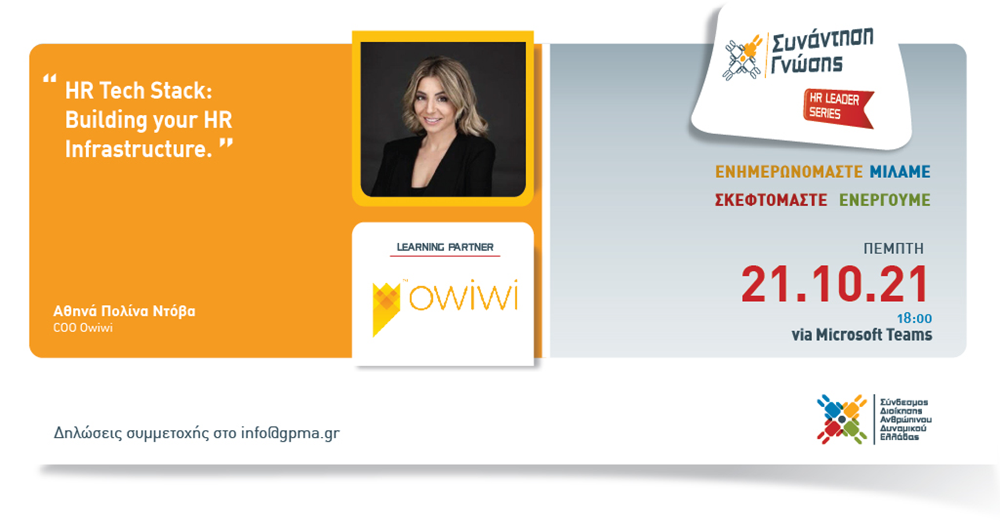 “ HR Tech Stack:
Building your HR
Infrastructure. ”
Αθηνά Πολίνα Ντόβα
COO Owiwi
LEARNING PARTNER
™ owiwi
Συνάντηση
Γνώσης
HR LEADER
SERIES
ΕΝΗΜΕΡΩΝΟΜΑΣΤΕ ΜΙΛΑΜΕ
ΣΚΕΦΤΟΜΑΣΤΕ ΕΝΕΡΓΟΥΜΕ
ΠΕΜΠΤΗ
21.10.21
18:00
via Microsoft Teams
Δηλώσεις συμμετοχής στο info@gpma.gr
Σύνδεσμος
Διοίκησης
Ανθρώπινου
Δυναμικού
Ελλάδας